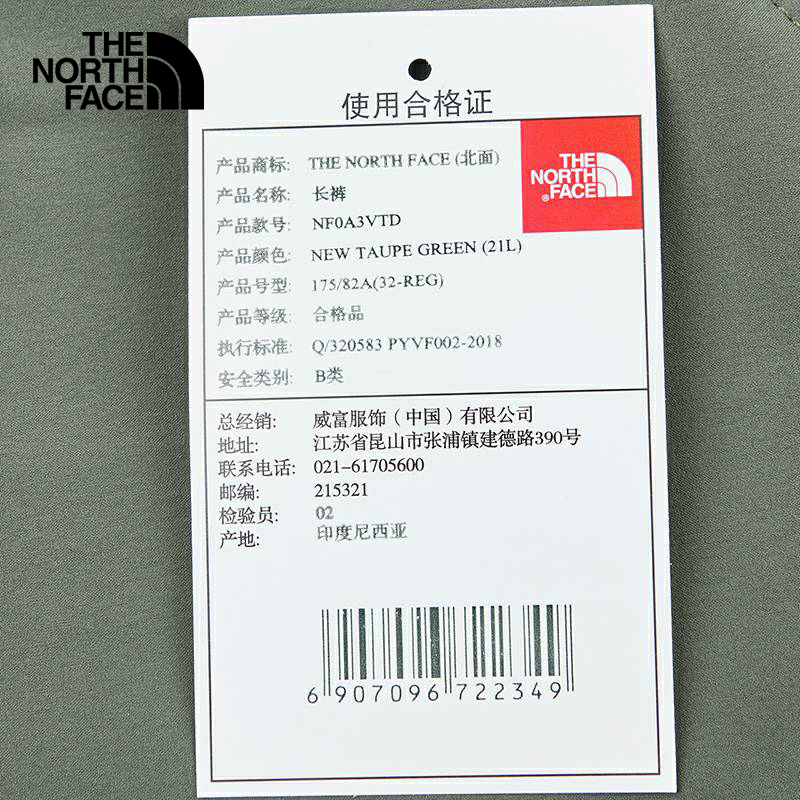 THE
NORTH
FACE
使用合格证
产品商标: THE NORTH FACE (北面)
产品名称: 长裤
产品款号: NF0A3VTD
产品颜色: NEW TAUPE GREEN (21L)
产品号型: 175/82A(32-REG)
产品等级: 合格品
执行标准: Q/320583 PYVF002-2018
安全类别: B类
THE
NORTH
®FACE
总经销: 威富服饰（中国）有限公司
地址: 江苏省昆山市张浦镇建德路390号
联系电话: 021-61705600
邮编: 215321
检验员: 02
产地: 印度尼西亚
6 907096 722349